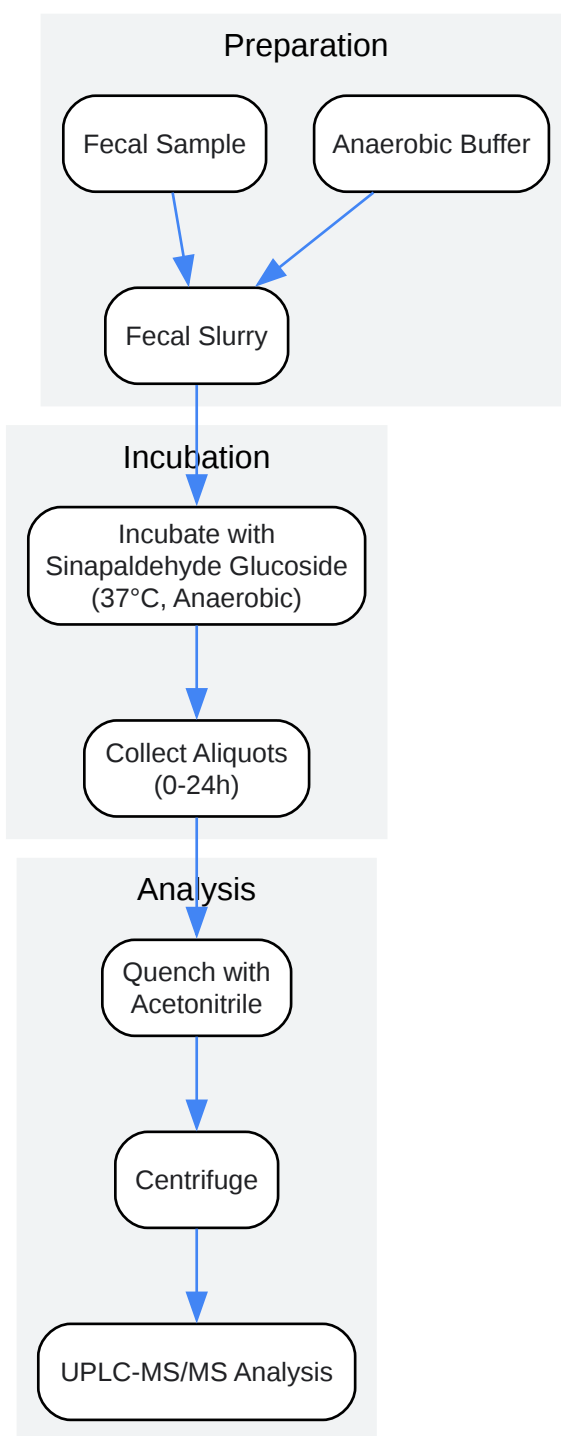 Preparation
Fecal Sample
Anaerobic Buffer
Fecal Slurry
Incubation
Incubate with
Sinapaldehyde Glucoside
(37°C, Anaerobic)
Collect Aliquots
(0-24h)
Analysis
Quench with
Acetonitrile
Centrifuge
UPLC-MS/MS Analysis